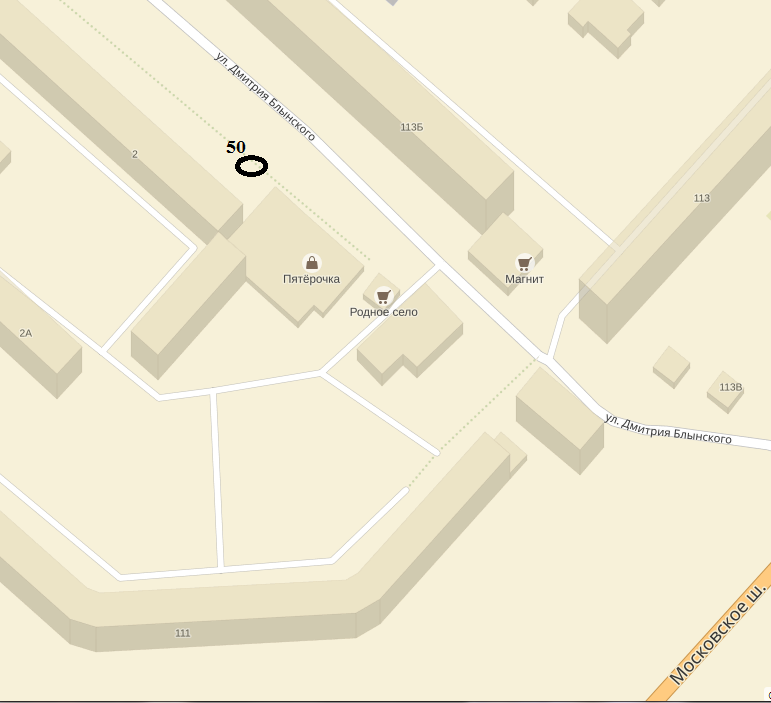 ул. Дмитрия Блынского
113Б
50
2
113
Пятёрочка
Магнит
Родное село
2А
113В
ул. Дмитрия Блынского
Московское ш.
111